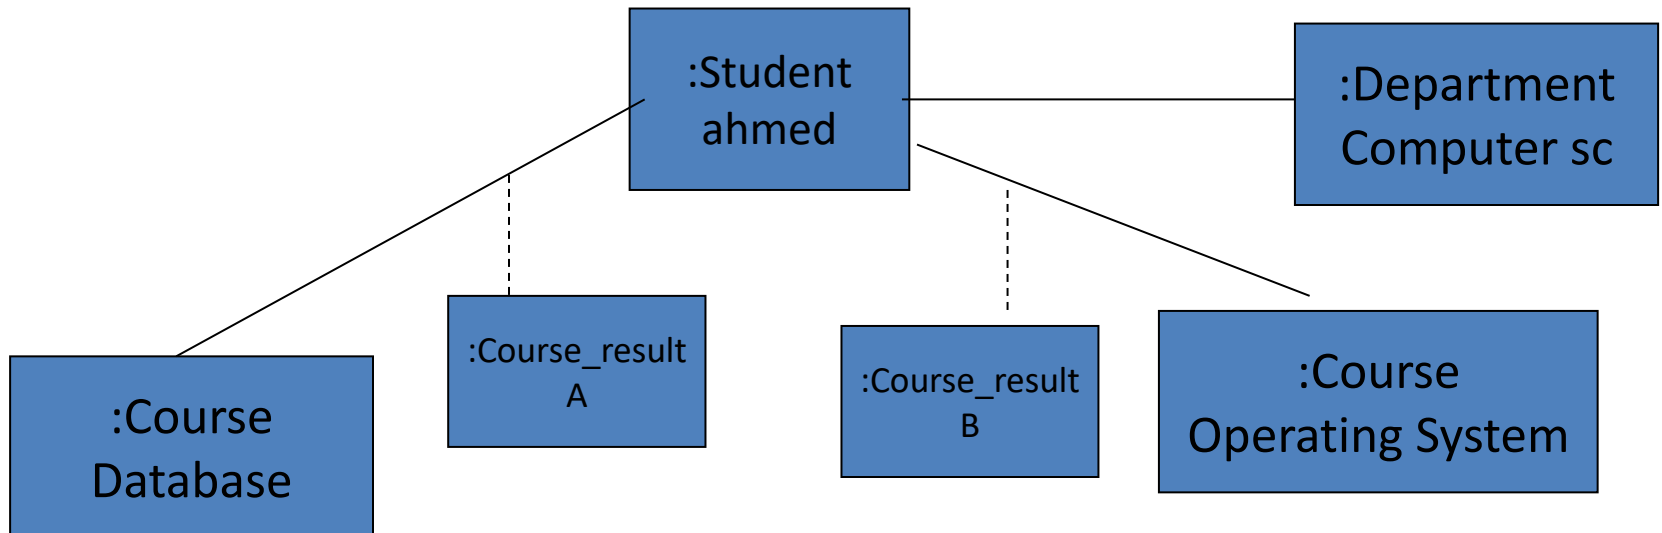 :Student
ahmed
:Department
Computer sc
:Course_result
A
:Course_result
B
:Course
Operating System
:Course
Database